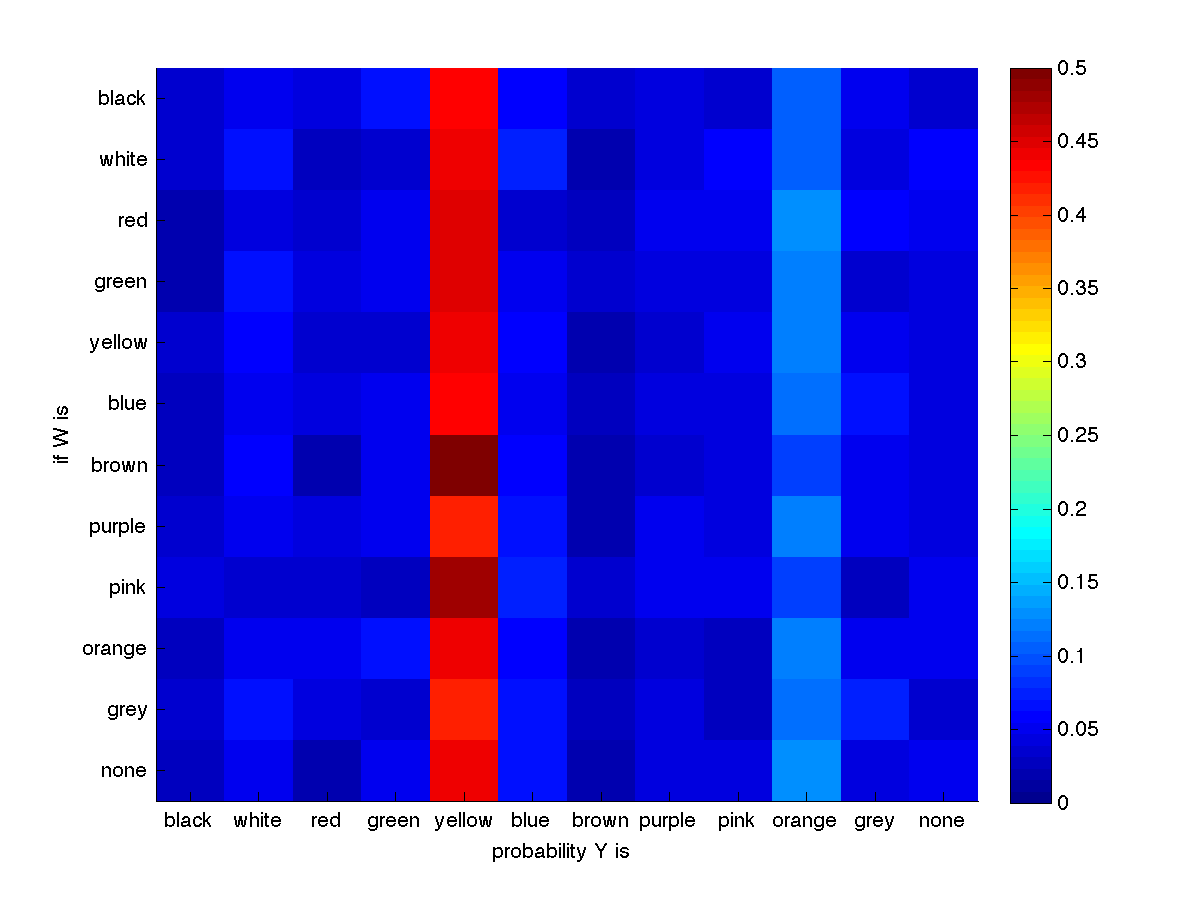 black
white
red
green
yellow
blue
brown
purple
pink
orange
grey
none
if W is
black white red green yellow blue brown purple pink orange grey none
probability Y is
0.5
0.45
0.4
0.35
0.3
0.25
0.2
0.15
0.1
0.05
0